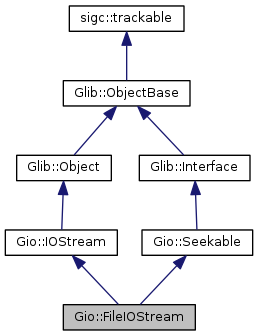 sigc::trackable
Glib::ObjectBase
Glib::Object
Glib::Interface
Gio::IOStream
Gio::Seekable
Gio::FileIOStream